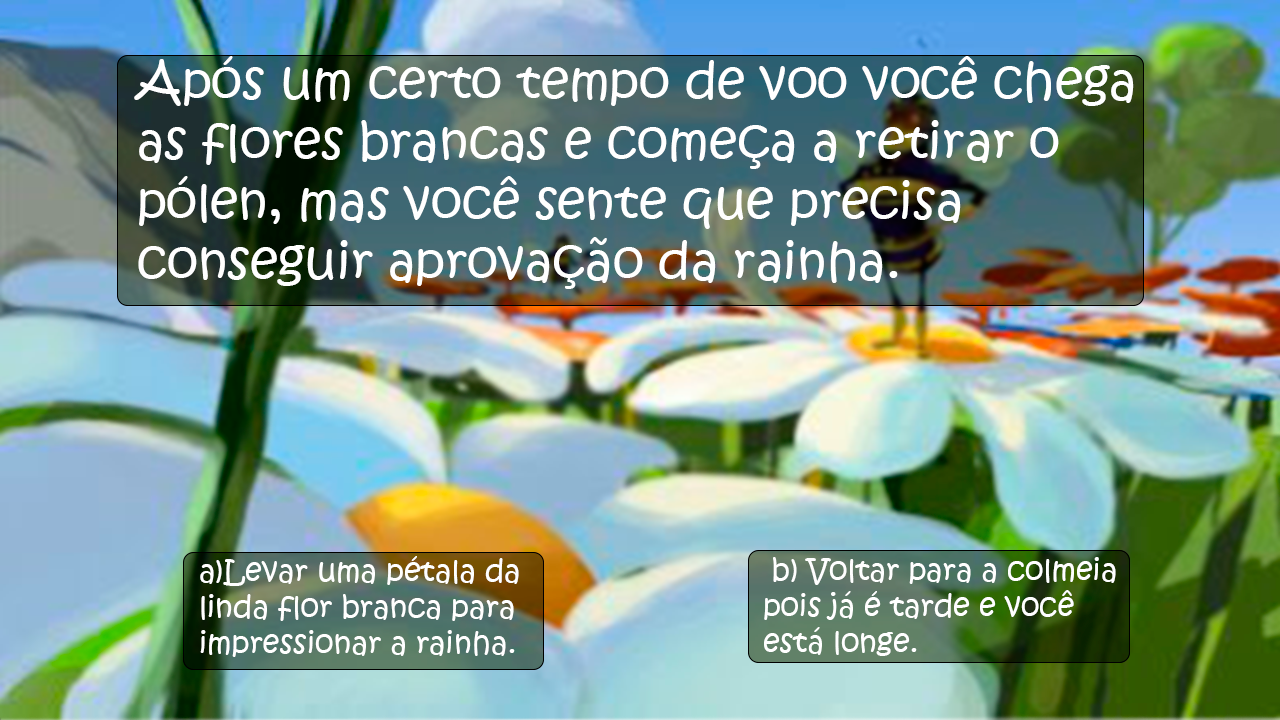 Após um certo tempo de voo você chega
as flores brancas e começa a retirar o
pólen, mas você sente que precisa
conseguir aprovação da rainha.
a)Levar uma pétala da
linda flor branca para
impressionar a rainha.
b) Voltar para a colmeia
pois já é tarde e você
está longe.